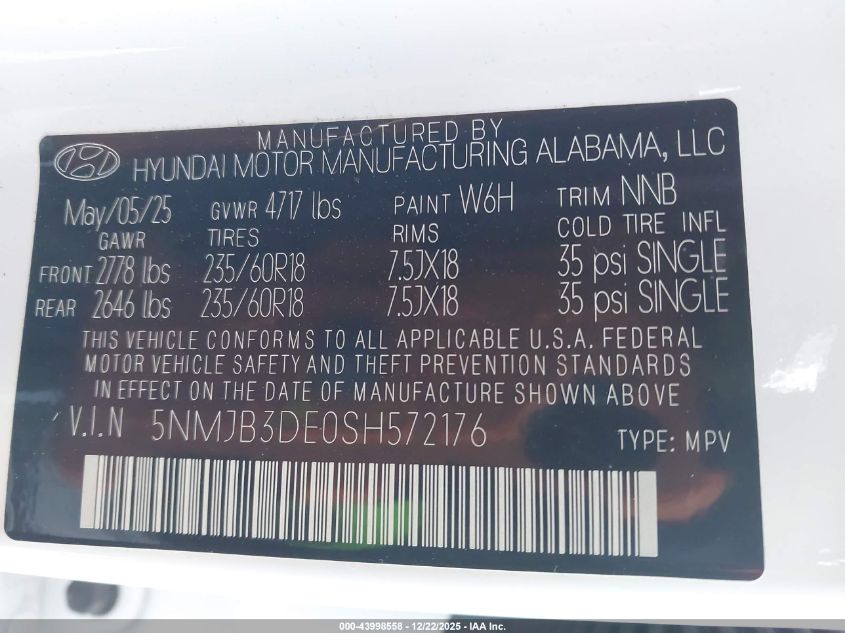 MANUFACTURED BY
HYUNDAI MOTOR MANUFACTURING ALABAMA, LLC
May/05/25 GVWR 4717 lbs PAINT W6H TRIM NNB
GAWR TIRES RIMS COLD TIRE INFL
FRONT 2778 lbs 235/60R18 7.5JX18 35 psi SINGLE
REAR 2646 lbs 235/60R18 7.5JX18 35 psi SINGLE
THIS VEHICLE CONFORMS TO ALL APPLICABLE U.S.A. FEDERAL
MOTOR VEHICLE SAFETY AND THEFT PREVENTION STANDARDS
IN EFFECT ON THE DATE OF MANUFACTURE SHOWN ABOVE
V.I.N 5NMJB3DE0SH572176 TYPE: MPV
000-43998558 - 12/22/2025 - IAA Inc.